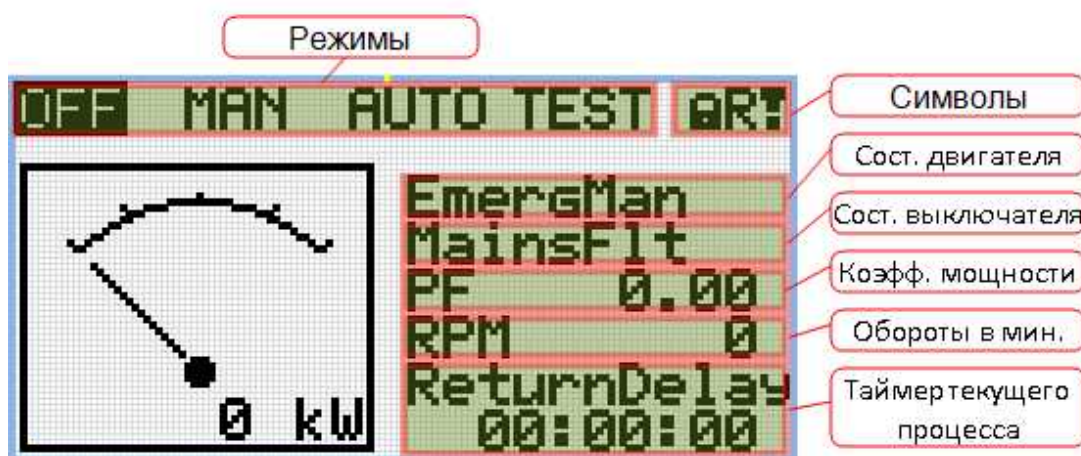 Режимы
OFF MAN AUTO TEST R!
Символы
EmergMan
Сост. двигателя
MainsFlt
Сост. выключателя
PF 0.00
Коэфф. мощности
RPM 0
Обороты в мин.
ReturnDelay
00:00:00
Таймер текущего
процесса
0 kW